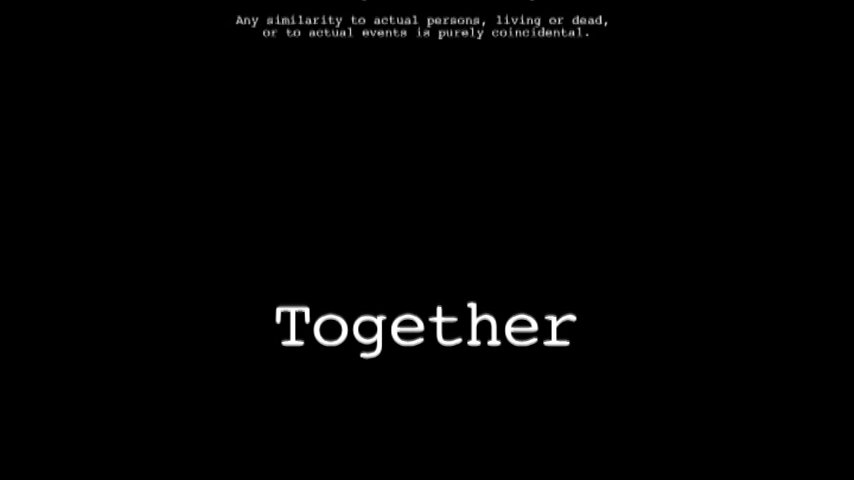 Any similarity to actual persons, living or dead,
or to actual events is purely coincidental.
Together